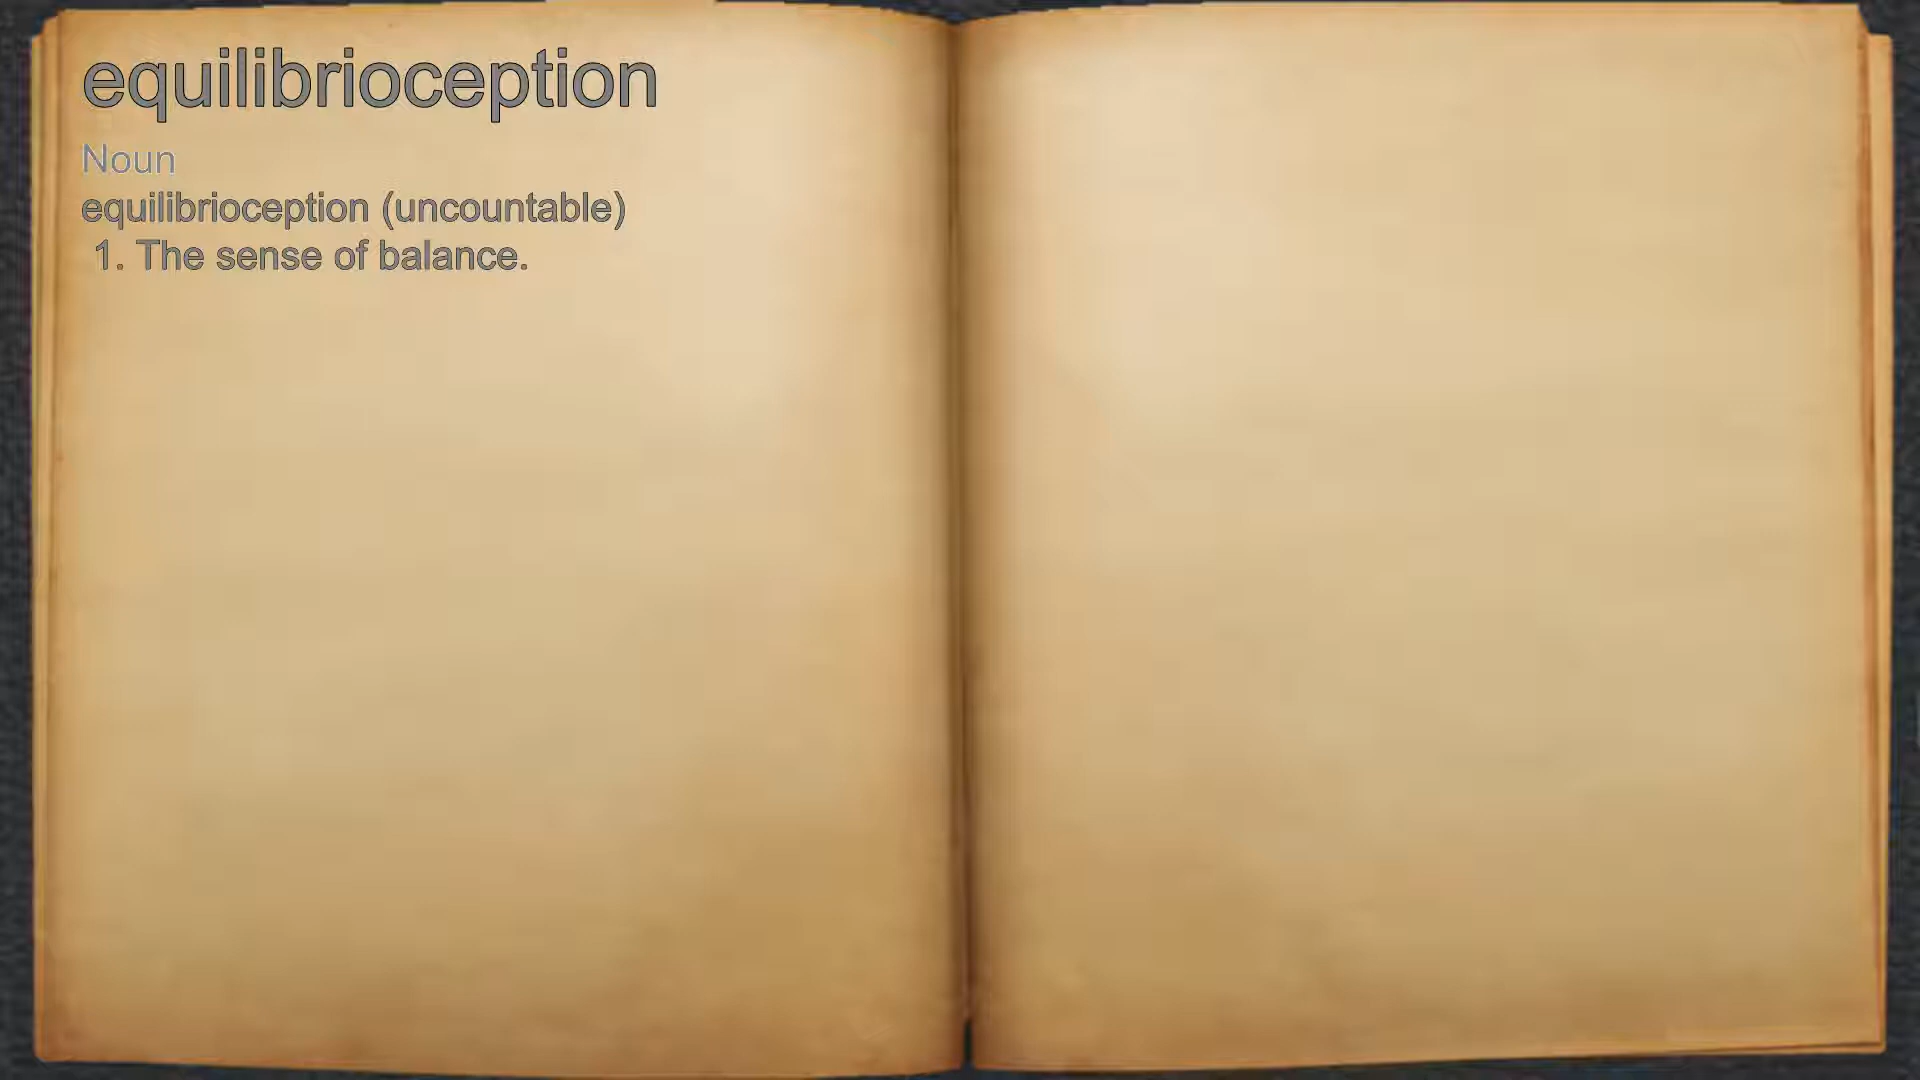 equilibrioception
Noun
equilibrioception (uncountable)
1. The sense of balance.